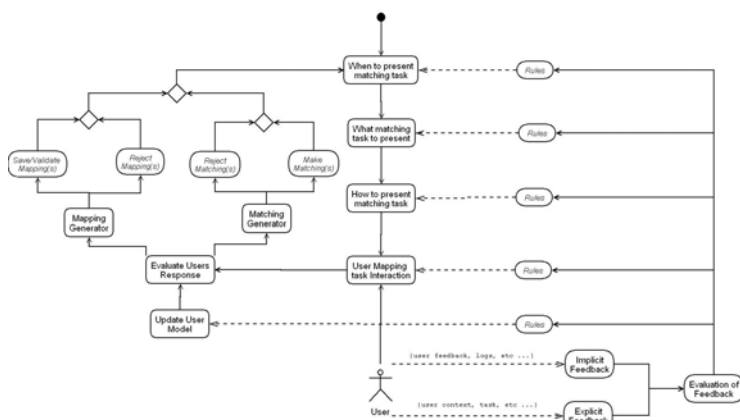 When to present
matching task
Rules
What matching
task to present
Rules
Save/Validate
Mapping(s)
Reject
Mapping(s)
Reject
Matching(s)
Make
Matching(s)
How to present
matching task
Rules
Mapping
Generator
Matching
Generator
Evaluate Users
Response
User Mapping
task Interaction
Rules
Update User
Model
Rules
(user feedback, logs, etc ...)
Implicit
Feedback
Evaluation of
Feedback
(user context, task, etc ...)
User
Explicit
Feedback